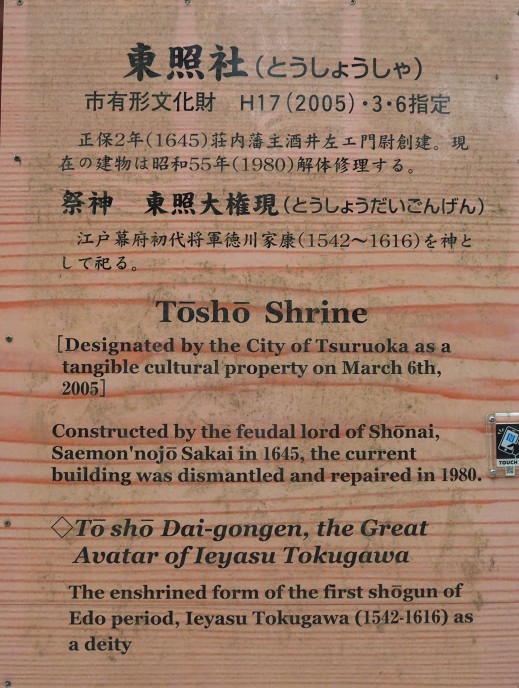 東照社(とうしょうしゃ)
市有形文化財 H17(2005)・3・6指定
正保2年(1645)荘内藩主酒井左エ門尉創建。現
在の建物は昭和55年(1980)解体修理する。
祭神 東照大権現(とうしょうだいごんげん)
江戸幕府初代将軍徳川家康(1542〜1616)を神と
して祀る。
Tōshō Shrine
[Designated by the City of Tsuruoka as a
tangible cultural property on March 6th,
2005]
Constructed by the feudal lord of Shōnai,
Saemon'nojō Sakai in 1645, the current
building was dismantled and repaired in 1980.
◇Tō shō Dai-gongen, the Great
Avatar of Ieyasu Tokugawa
The enshrined form of the first shōgun of
Edo period, Ieyasu Tokugawa (1542-1616) as
a deity
TOUCH